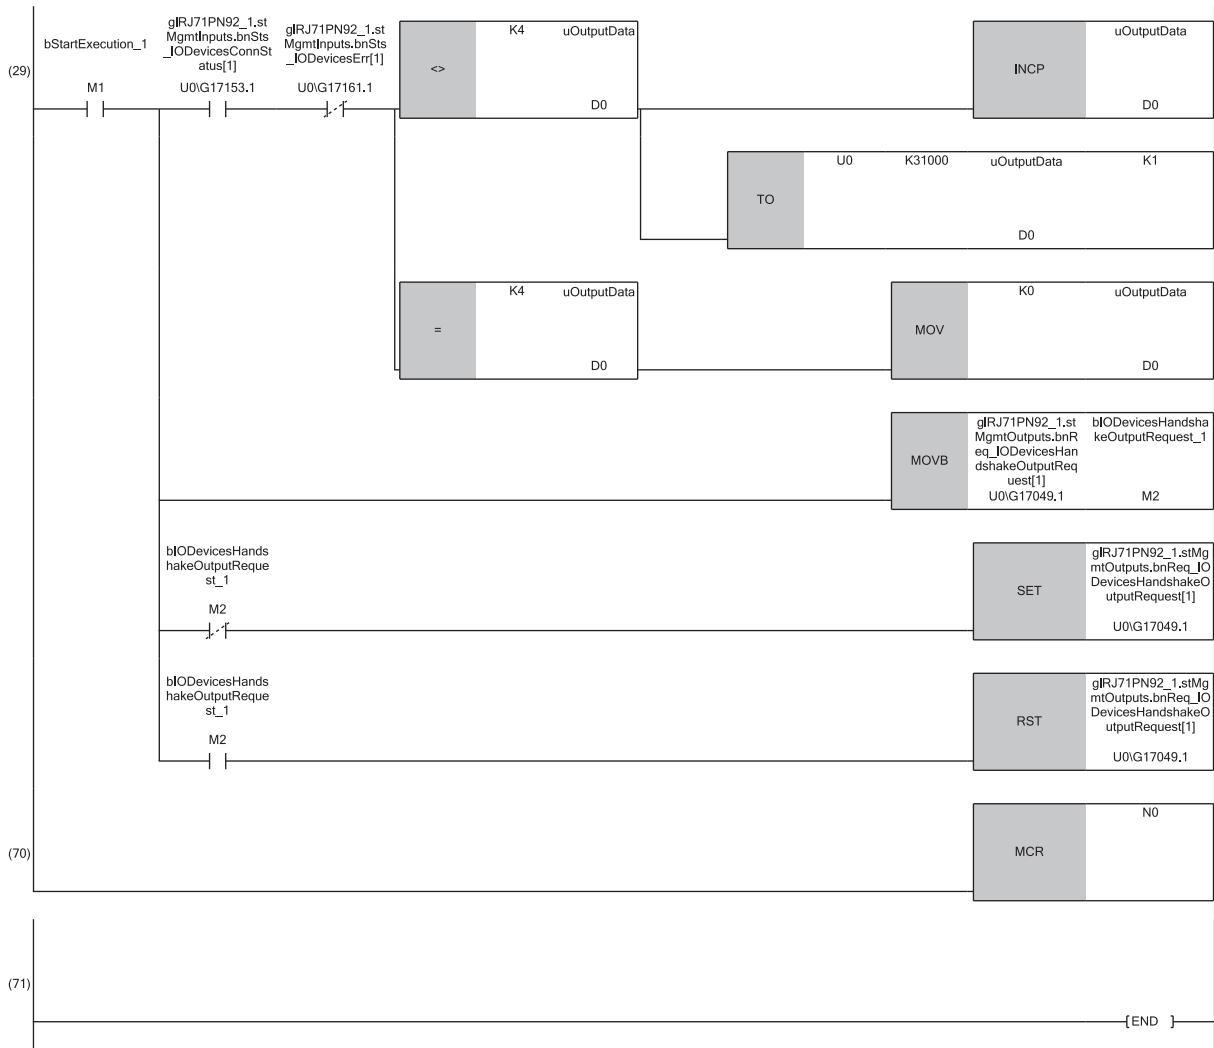 (29)
bStartExecution_1
M1
gIRJ71PN92_1.st
MgmtInputs.bnSts
_IODevicesConnSt
atus[1]
U0\G17153.1
gIRJ71PN92_1.st
MgmtInputs.bnSts
_IODevicesErr[1]
U0\G17161.1
<>
K4
uOutputData
D0
INCP
uOutputData
D0
TO
U0
K31000
uOutputData
D0
K1
=
K4
uOutputData
D0
MOV
K0
uOutputData
D0
MOVB
gIRJ71PN92_1.st
MgmtOutputs.bnR
eq_IODevicesHan
dshakeOutputReq
uest[1]
U0\G17049.1
bIODevicesHandsha
keOutputRequest_1
M2
bIODevicesHands
hakeOutputReque
st_1
M2
SET
gIRJ71PN92_1.stMg
mtOutputs.bnReq_IO
DevicesHandshakeO
utputRequest[1]
U0\G17049.1
bIODevicesHands
hakeOutputReque
st_1
M2
RST
gIRJ71PN92_1.stMg
mtOutputs.bnReq_IO
DevicesHandshakeO
utputRequest[1]
U0\G17049.1
(70)
MCR
N0
(71)
[END ]